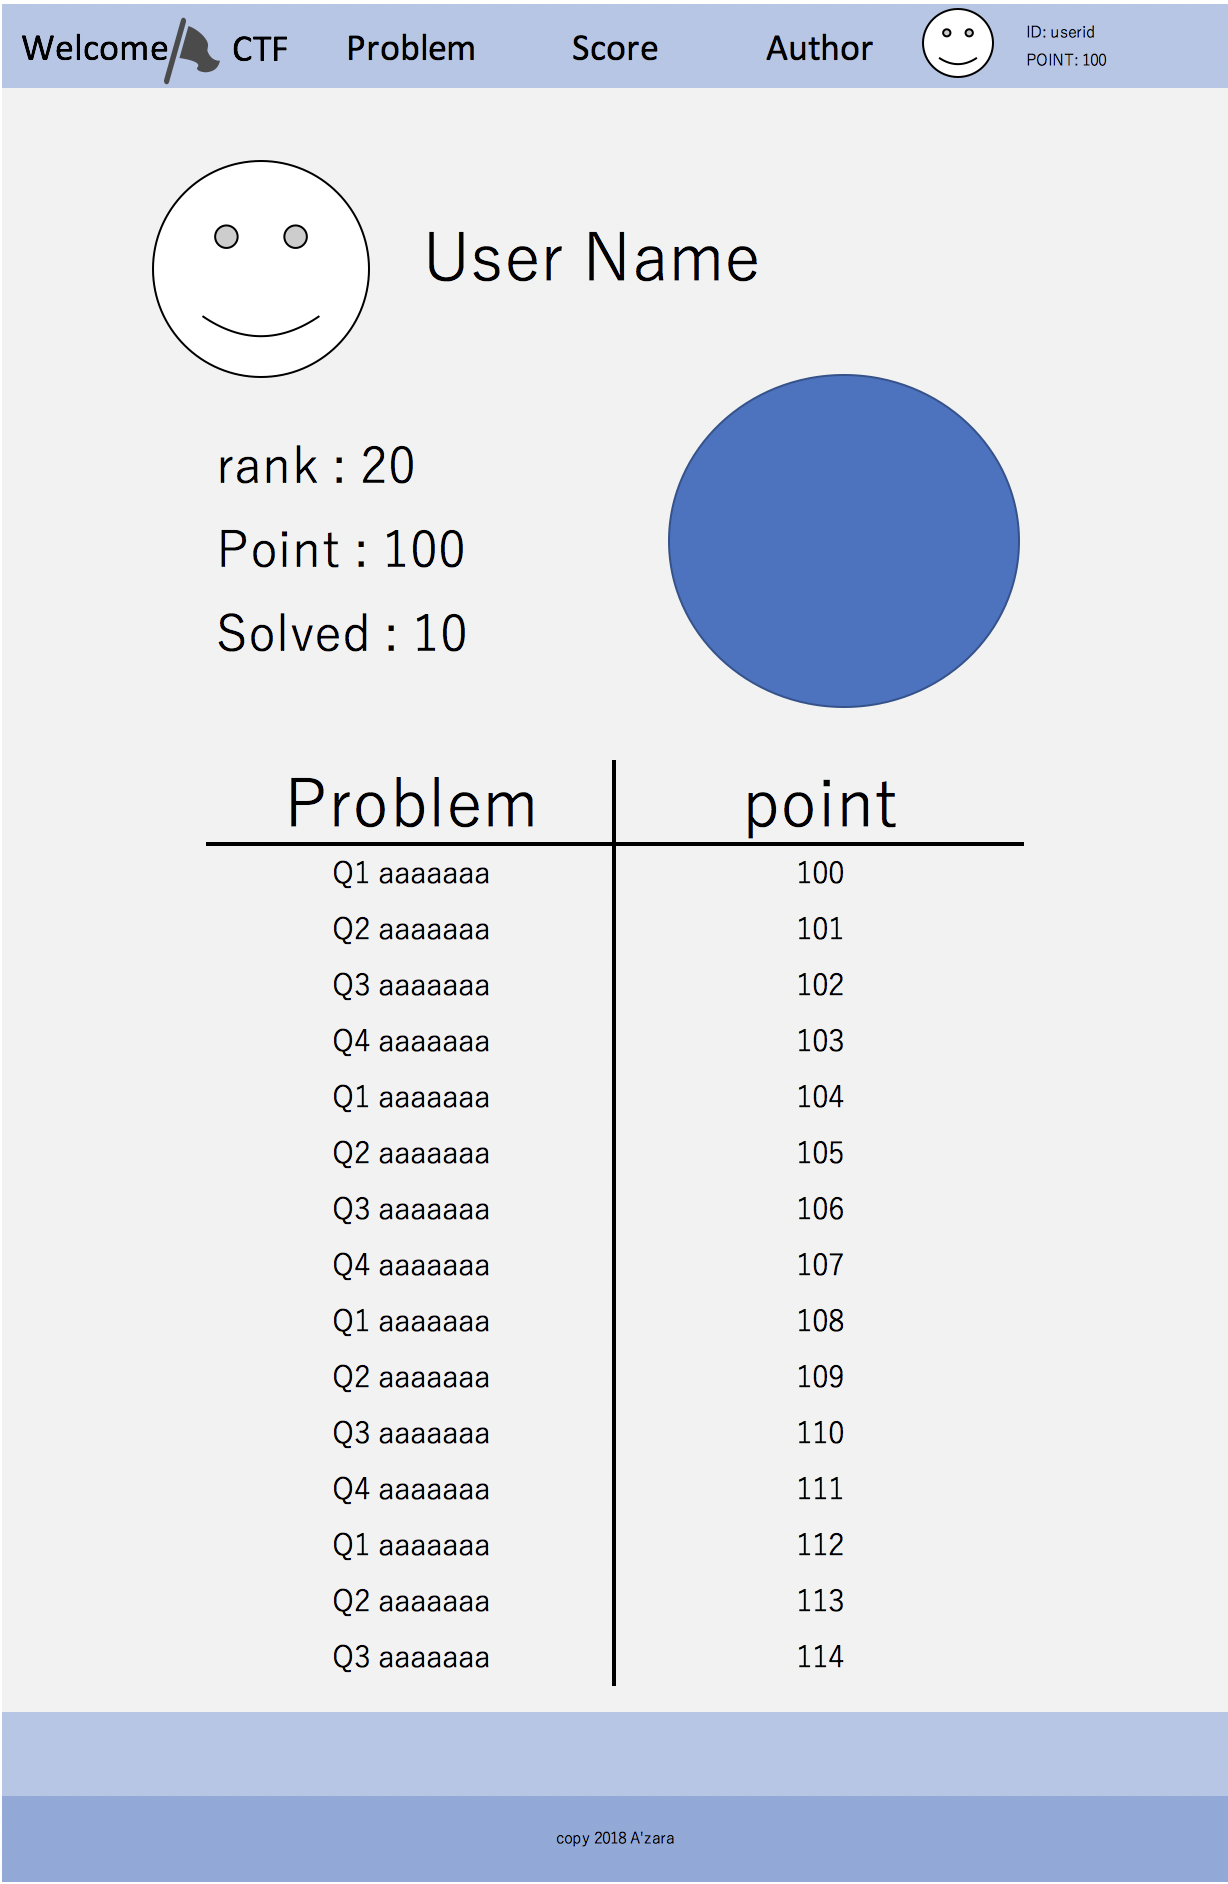 Welcome CTF Problem Score Author
ID: userid
POINT: 100
User Name
rank : 20
Point : 100
Solved : 10
Problem point
Q1 aaaaaaa 100
Q2 aaaaaaa 101
Q3 aaaaaaa 102
Q4 aaaaaaa 103
Q1 aaaaaaa 104
Q2 aaaaaaa 105
Q3 aaaaaaa 106
Q4 aaaaaaa 107
Q1 aaaaaaa 108
Q2 aaaaaaa 109
Q3 aaaaaaa 110
Q4 aaaaaaa 111
Q1 aaaaaaa 112
Q2 aaaaaaa 113
Q3 aaaaaaa 114
copy 2018 A'zara